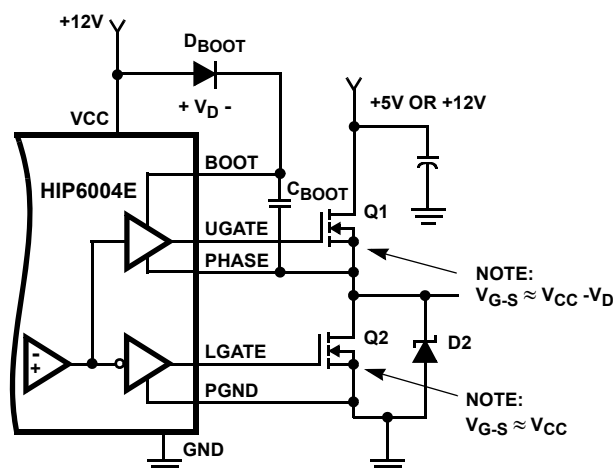 +12V
DBOOT
+ VD -
VCC
+5V OR +12V
BOOT
HIP6004E
CBOOT
Q1
UGATE
PHASE
NOTE:
VG-S ≈ VCC -VD
Q2
D2
LGATE
- +
PGND
NOTE:
VG-S ≈ VCC
GND